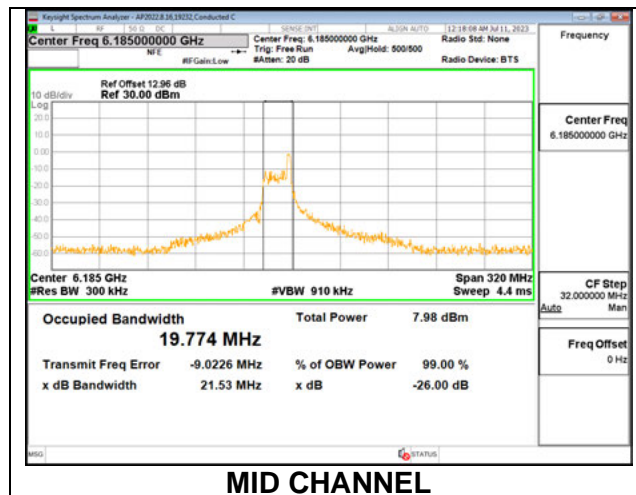 Keysight Spectrum Analyzer - AP2022.8.16,19232,Conducted C
L RF 50 Ω DC SENSE:INT ALIGN AUTO 12:18:08 AM Jul 11, 2023
Center Freq 6.185000000 GHz Center Freq: 6.185000000 GHz Radio Std: None Frequency
NFE Trig: Free Run Avg|Hold: 500/500
#IFGain:Low #Atten: 20 dB Radio Device: BTS
Ref Offset 12.96 dB
10 dB/div Ref 30.00 dBm
Log
20.0
10.0
0.00
-10.0
-20.0
-30.0
-40.0
-50.0
-60.0
Center Freq
6.185000000 GHz
Center 6.185 GHz Span 320 MHz
#Res BW 300 kHz #VBW 910 kHz Sweep 4.4 ms
CF Step
32.000000 MHz
Auto Man
Occupied Bandwidth Total Power 7.98 dBm
19.774 MHz
Freq Offset
0 Hz
Transmit Freq Error -9.0226 MHz % of OBW Power 99.00 %
x dB Bandwidth 21.53 MHz x dB -26.00 dB
MSG STATUS
MID CHANNEL